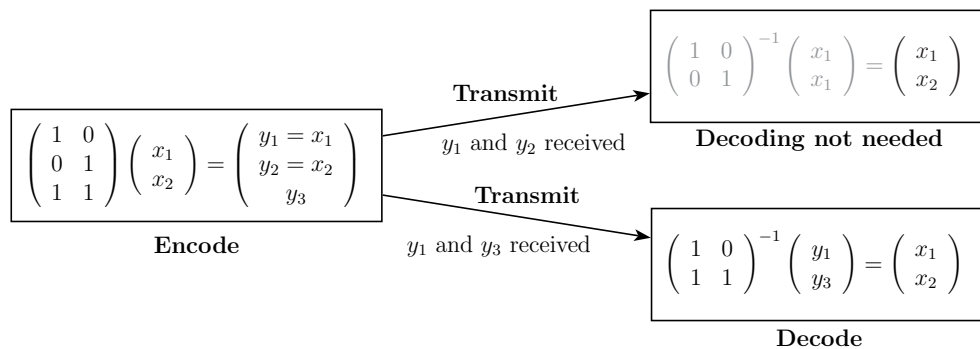 ( 1 0 ) −1 ( x1 ) = ( x1 )
( 0 1 ) ( x1 ) ( x2 )
Decoding not needed
Transmit
y1 and y2 received
( 1 0 ) ( x1 ) = ( y1 = x1 )
( 0 1 ) ( x2 ) ( y2 = x2 )
( 1 1 ) ( y3 )
Encode
Transmit
y1 and y3 received
( 1 0 ) −1 ( y1 ) = ( x1 )
( 1 1 ) ( y3 ) ( x2 )
Decode